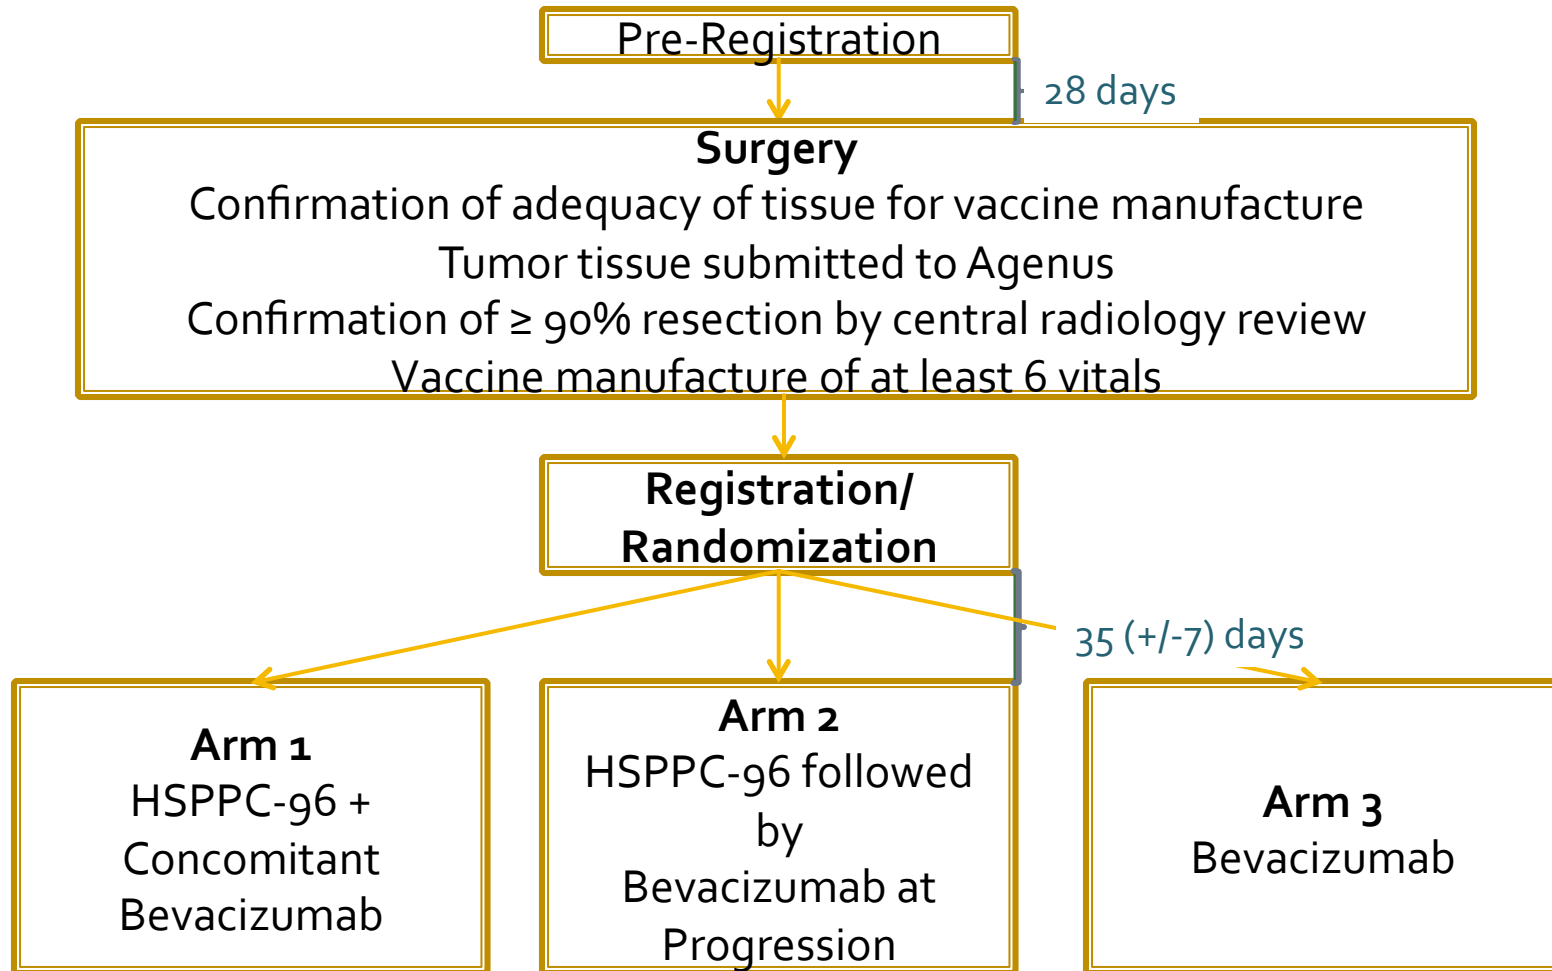 Pre-Registration
28 days
Surgery
Confirmation of adequacy of tissue for vaccine manufacture
Tumor tissue submitted to Agenus
Confirmation of ≥ 90% resection by central radiology review
Vaccine manufacture of at least 6 vitals
Registration/
Randomization
35 (+/-7) days
Arm 1
HSPPC-96 +
Concomitant
Bevacizumab
Arm 2
HSPPC-96 followed
by
Bevacizumab at
Progression
Arm 3
Bevacizumab